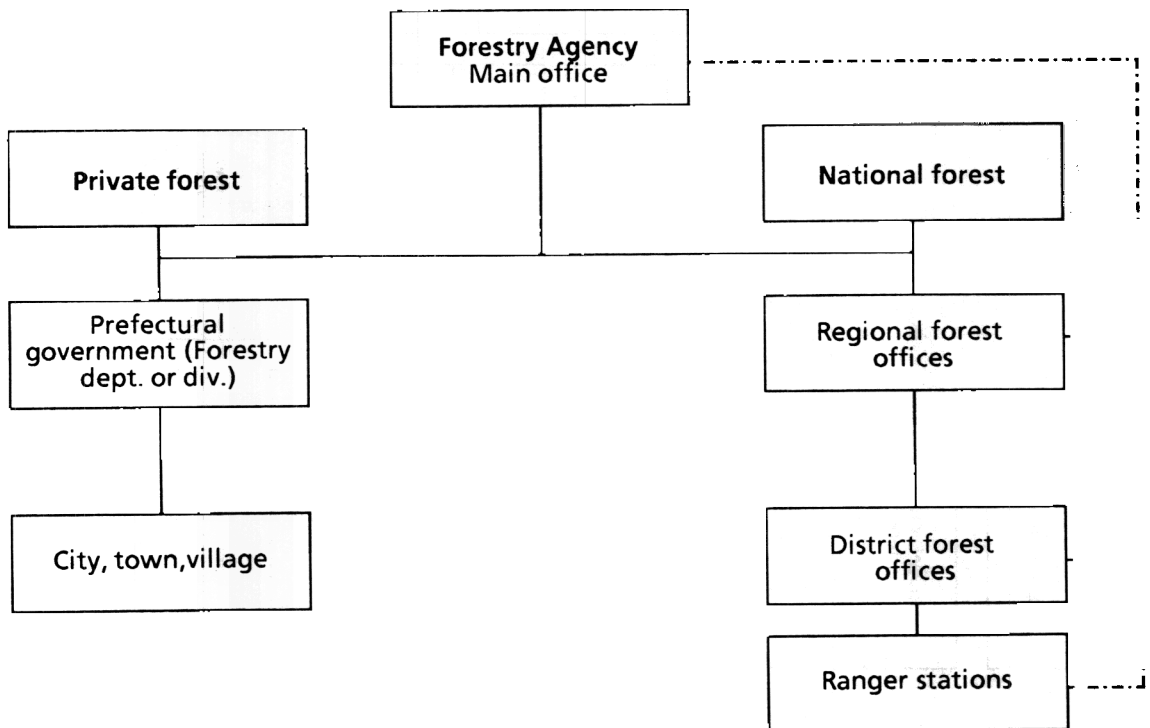 Forestry Agency
Main office
Private forest
National forest
Prefectural
government (Forestry
dept. or div.)
Regional forest
offices
City, town,village
District forest
offices
Ranger stations